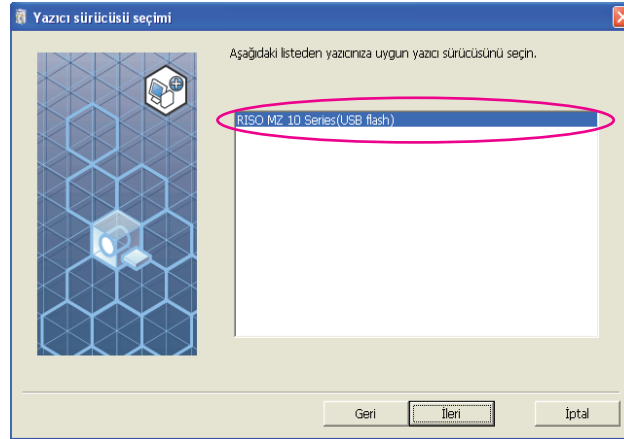 Yazıcı sürücüsü seçimi
Aşağıdaki listeden yazıcınıza uygun yazıcı sürücüsünü seçin.
RISO MZ 10 Series(USB flash)
Geri
İleri
İptal